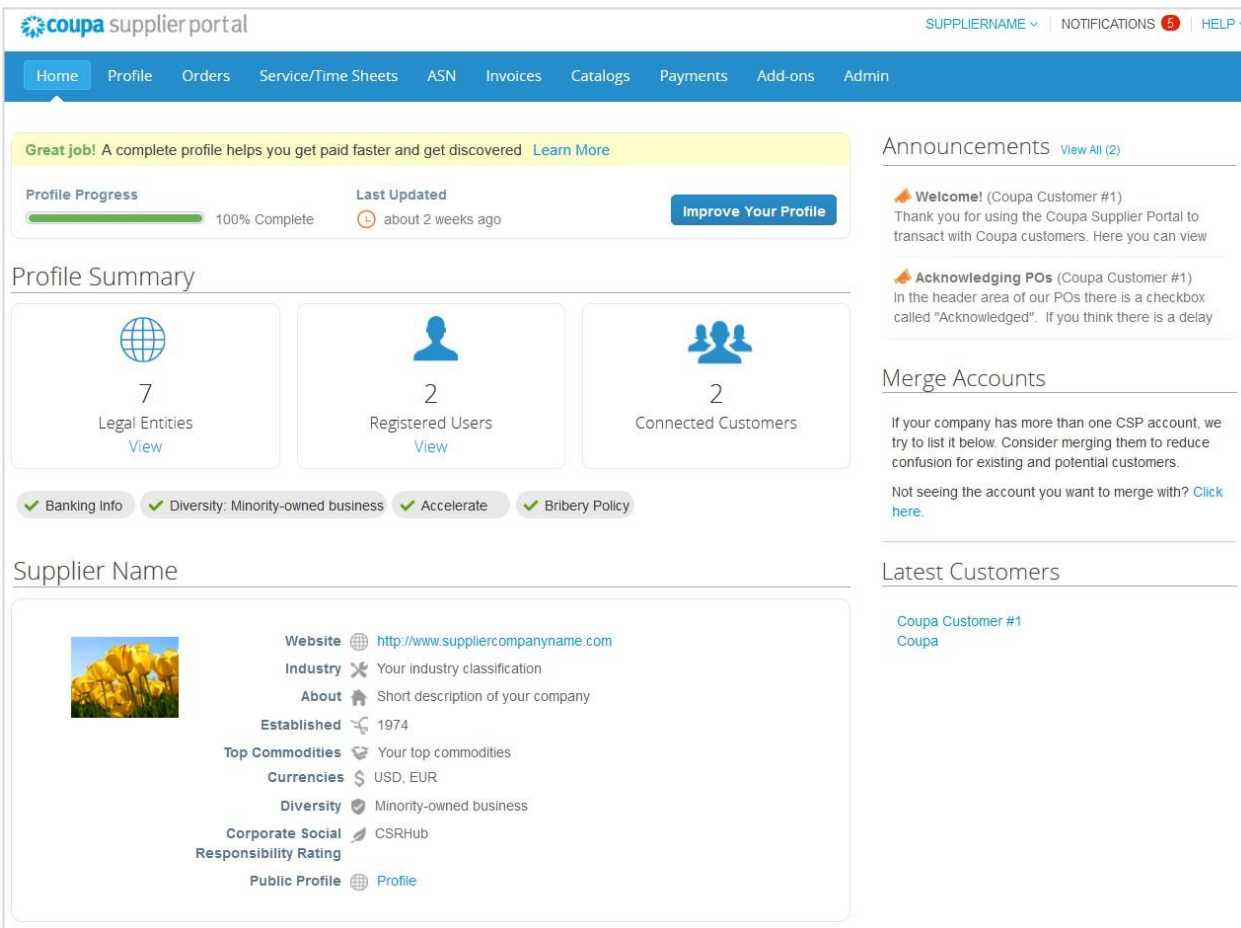 coupa supplier portal
SUPPLIERNAME NOTIFICATIONS 5 HELP
Home Profile Orders Service/Time Sheets ASN Invoices Catalogs Payments Add-ons Admin
Great job! A complete profile helps you get paid faster and get discovered Learn More
Profile Progress
100% Complete
Last Updated
about 2 weeks ago
Improve Your Profile
Profile Summary
7
Legal Entities
View
2
Registered Users
View
2
Connected Customers
Banking Info
Diversity: Minority-owned business
Accelerate
Bribery Policy
Supplier Name
Website http://www.suppliercompanyname.com
Industry Your industry classification
About Short description of your company
Established 1974
Top Commodities Your top commodities
Currencies $ USD, EUR
Diversity Minority-owned business
Corporate Social CSRHub
Responsibility Rating
Public Profile Profile
Announcements View All (2)
Welcome! (Coupa Customer #1)
Thank you for using the Coupa Supplier Portal to
transact with Coupa customers. Here you can view
Acknowledging POs (Coupa Customer #1)
In the header area of our POs there is a checkbox
called "Acknowledged". If you think there is a delay
Merge Accounts
If your company has more than one CSP account, we
try to list it below. Consider merging them to reduce
confusion for existing and potential customers.
Not seeing the account you want to merge with? Click
here.
Latest Customers
Coupa Customer #1
Coupa